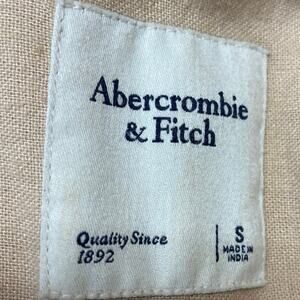 Abercrombie
& Fitch
Quality Since
1892
S
MADE IN
INDIA